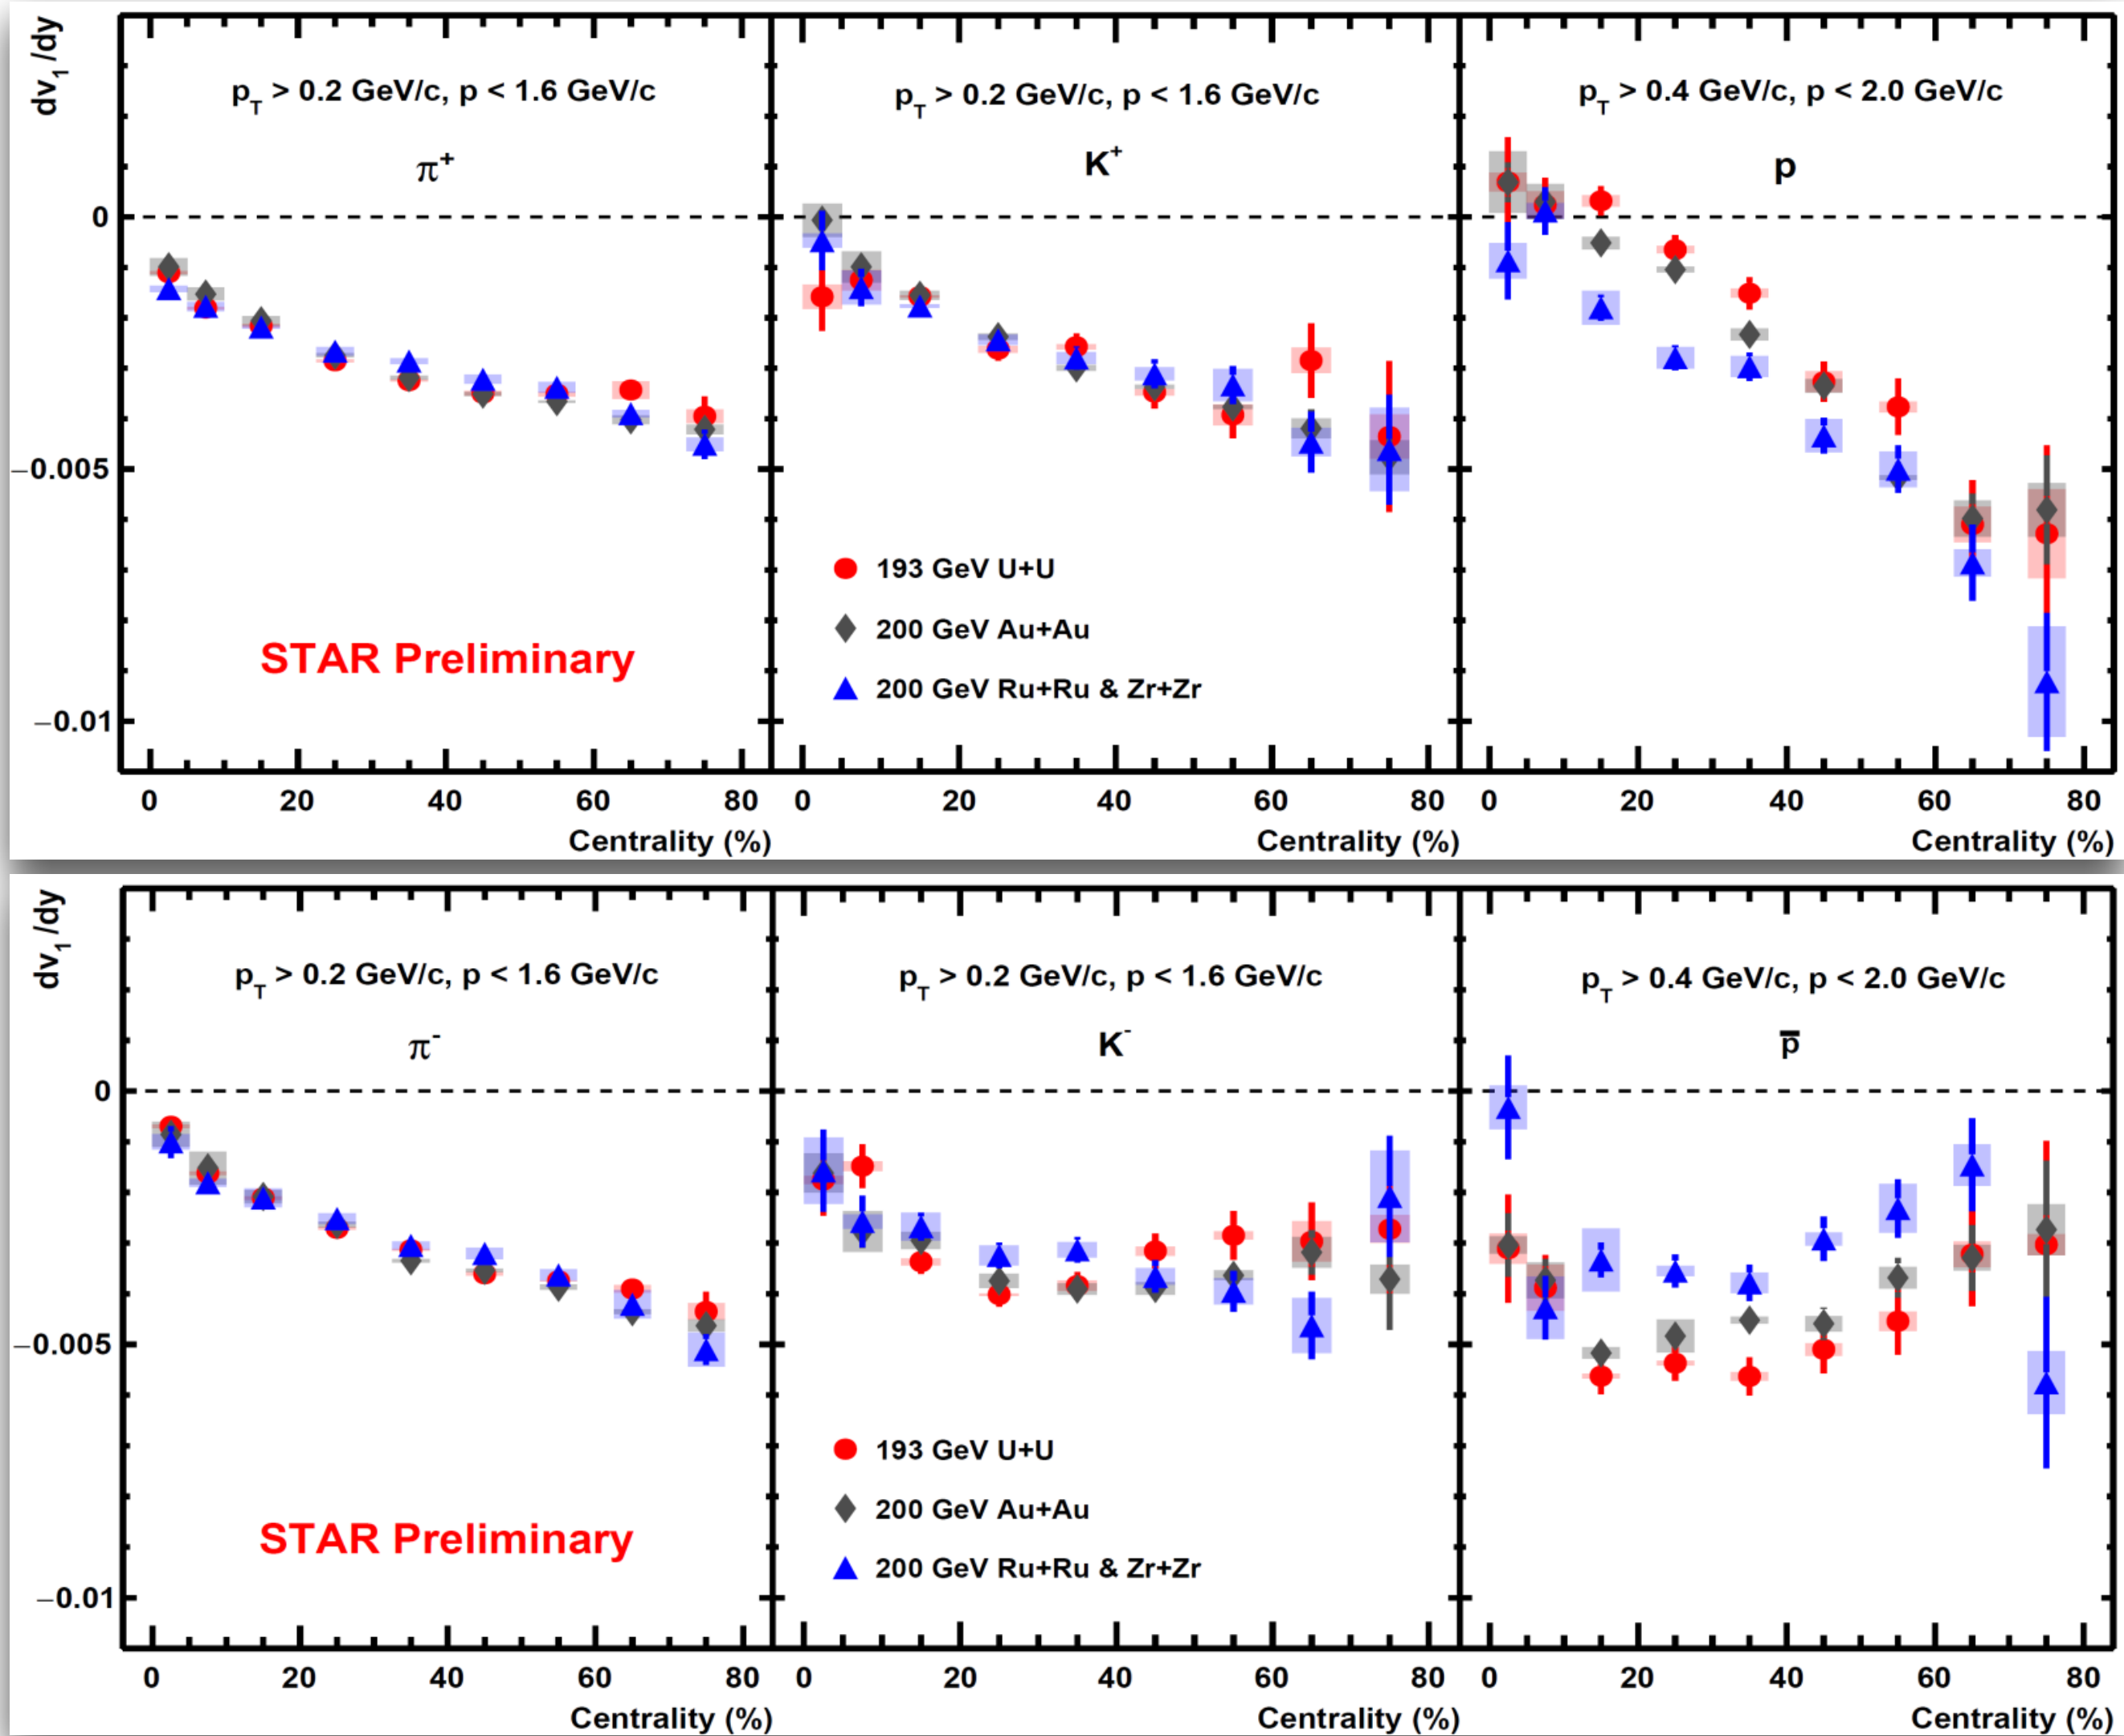 dv₁/dy
p_T > 0.2 GeV/c, p < 1.6 GeV/c
π⁺
p_T > 0.2 GeV/c, p < 1.6 GeV/c
K⁺
p_T > 0.4 GeV/c, p < 2.0 GeV/c
p
0
−0.005
−0.01
193 GeV U+U
200 GeV Au+Au
200 GeV Ru+Ru & Zr+Zr
STAR Preliminary
0 20 40 60 80 0 20 40 60 80 0 20 40 60 80
Centrality (%) Centrality (%) Centrality (%)
dv₁/dy
p_T > 0.2 GeV/c, p < 1.6 GeV/c
π⁻
p_T > 0.2 GeV/c, p < 1.6 GeV/c
K⁻
p_T > 0.4 GeV/c, p < 2.0 GeV/c
p̅
0
−0.005
−0.01
193 GeV U+U
200 GeV Au+Au
200 GeV Ru+Ru & Zr+Zr
STAR Preliminary
0 20 40 60 80 0 20 40 60 80 0 20 40 60 80
Centrality (%) Centrality (%) Centrality (%)